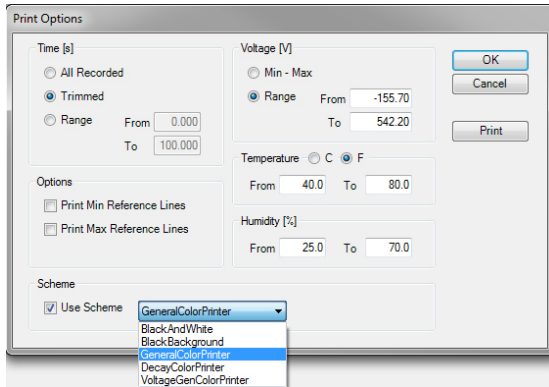 Print Options
Time [s]
All Recorded
Trimmed
Range From 0.000
To 100.000
Voltage [V]
Min - Max
Range From -155.70
To 542.20
OK
Cancel
Print
Temperature C F
From 40.0 To 80.0
Options
Print Min Reference Lines
Print Max Reference Lines
Humidity [%]
From 25.0 To 70.0
Scheme
Use Scheme GeneralColorPrinter
BlackAndWhite
BlackBackground
GeneralColorPrinter
DecayColorPrinter
VoltageGenColorPrinter